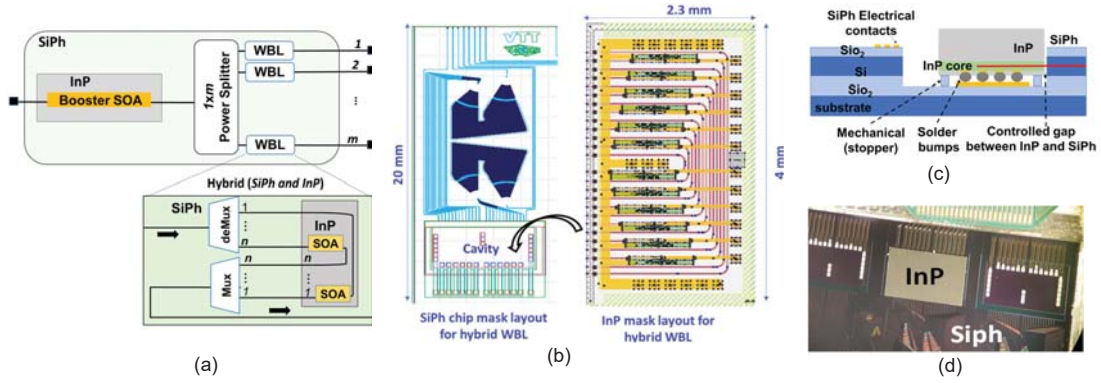 (a)
SiPh
InP
Booster SOA
1xm
Power Splitter
WBL
WBL
WBL
1
2
⋮
m
Hybrid (SiPh and InP)
SiPh
deMux
Mux
1
⋮
n
n
⋮
1
InP
SOA
n
⋮
1
SOA
(b)
2.3 mm
20 mm
4 mm
VTT
Cavity
SiPh chip mask layout
for hybrid WBL
InP mask layout for
hybrid WBL
SiPh Electrical
contacts
InP
SiPh
Sio2
InP core
Si
Sio2
substrate
Mechanical
(stopper)
Solder
bumps
Controlled gap
between InP and SiPh
(c)
InP
Siph
(d)